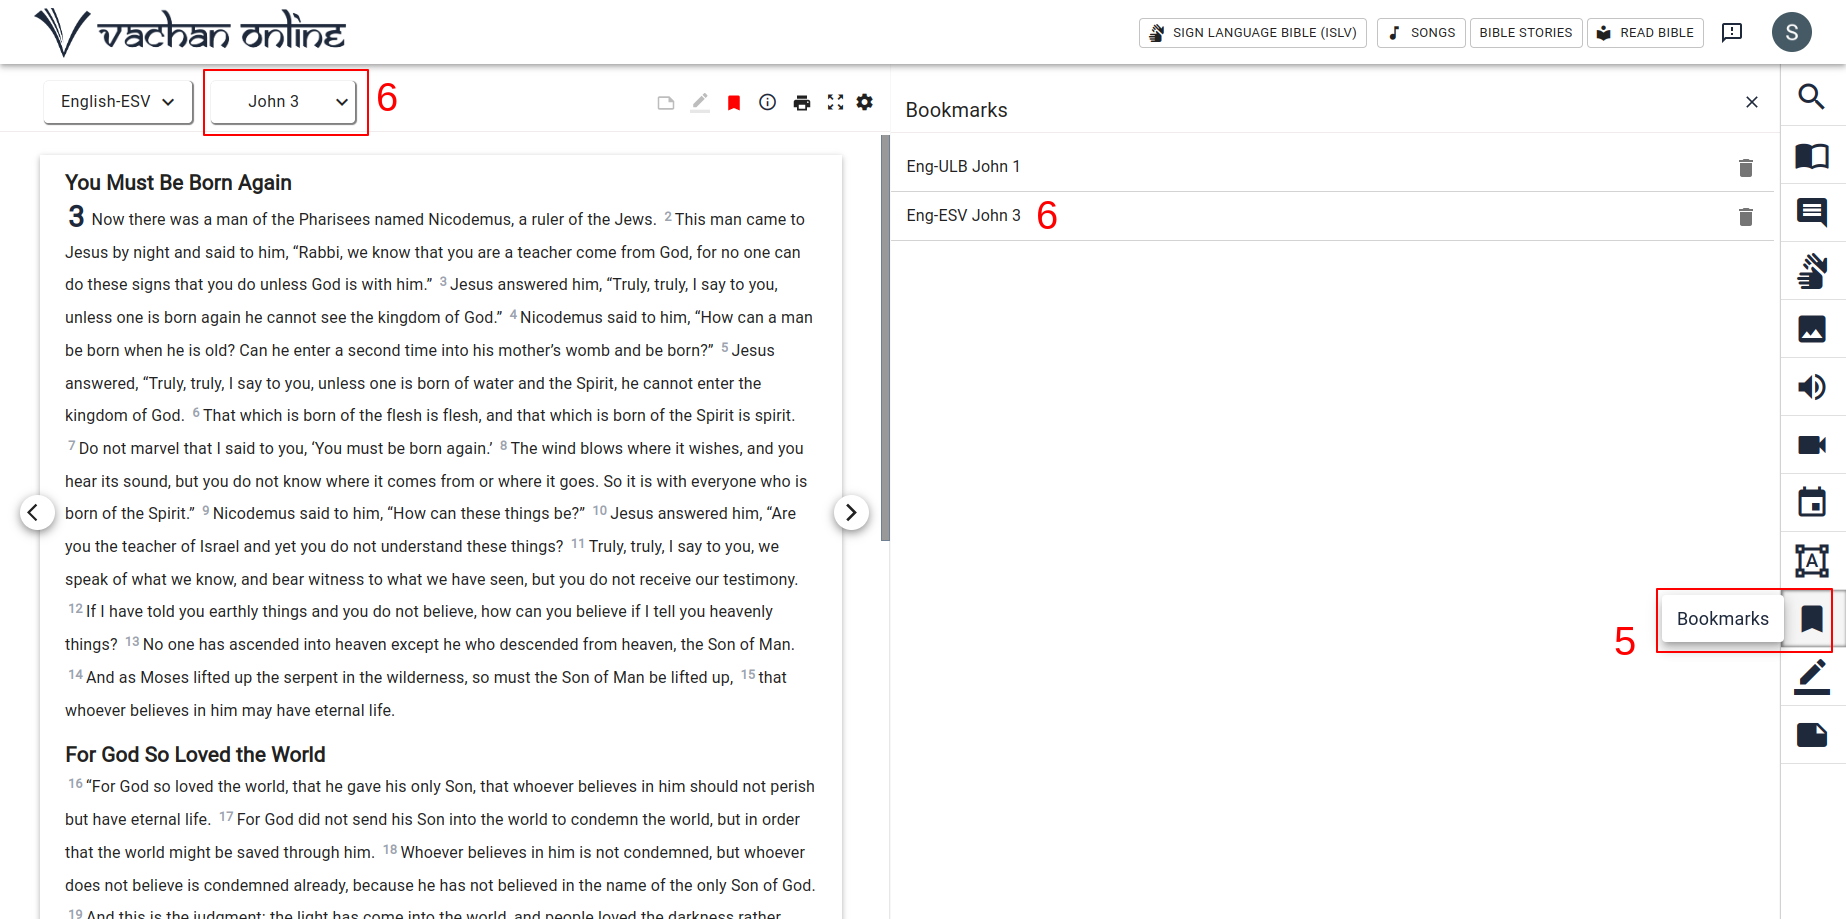 vachan online
SIGN LANGUAGE BIBLE (ISLV)
SONGS
BIBLE STORIES
READ BIBLE
S
English-ESV
John 3
6
Bookmarks
You Must Be Born Again
3 Now there was a man of the Pharisees named Nicodemus, a ruler of the Jews. 2 This man came to
Jesus by night and said to him, “Rabbi, we know that you are a teacher come from God, for no one can
do these signs that you do unless God is with him.” 3 Jesus answered him, “Truly, truly, I say to you,
unless one is born again he cannot see the kingdom of God.” 4 Nicodemus said to him, “How can a man
be born when he is old? Can he enter a second time into his mother’s womb and be born?” 5 Jesus
answered, “Truly, truly, I say to you, unless one is born of water and the Spirit, he cannot enter the
kingdom of God. 6 That which is born of the flesh is flesh, and that which is born of the Spirit is spirit.
7 Do not marvel that I said to you, ‘You must be born again.’ 8 The wind blows where it wishes, and you
hear its sound, but you do not know where it comes from or where it goes. So it is with everyone who is
born of the Spirit.” 9 Nicodemus said to him, “How can these things be?” 10 Jesus answered him, “Are
you the teacher of Israel and yet you do not understand these things? 11 Truly, truly, I say to you, we
speak of what we know, and bear witness to what we have seen, but you do not receive our testimony.
12 If I have told you earthly things and you do not believe, how can you believe if I tell you heavenly
things? 13 No one has ascended into heaven except he who descended from heaven, the Son of Man.
14 And as Moses lifted up the serpent in the wilderness, so must the Son of Man be lifted up, 15 that
whoever believes in him may have eternal life.
For God So Loved the World
16 “For God so loved the world, that he gave his only Son, that whoever believes in him should not perish
but have eternal life. 17 For God did not send his Son into the world to condemn the world, but in order
that the world might be saved through him. 18 Whoever believes in him is not condemned, but whoever
does not believe is condemned already, because he has not believed in the name of the only Son of God.
19 And this is the judgment: the light has come into the world, and people loved the darkness rather
Eng-ULB John 1
Eng-ESV John 3
6
A
Bookmarks
5